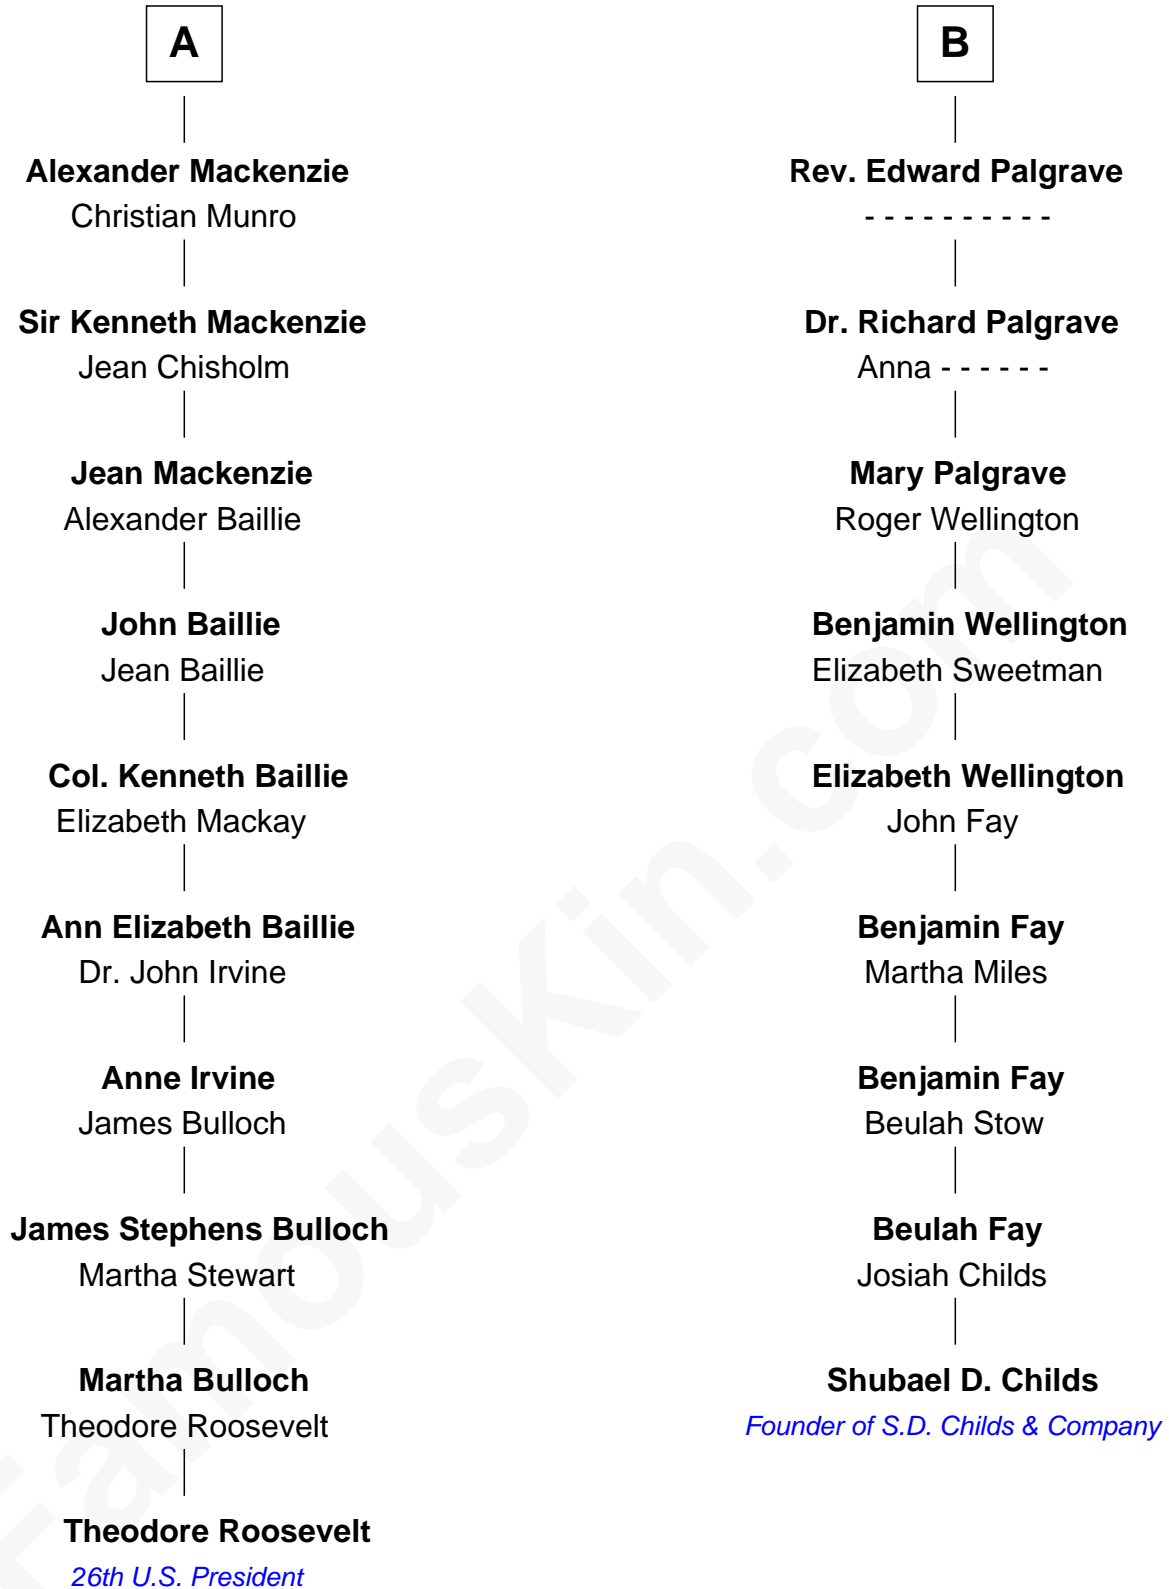 A
Alexander Mackenzie
Christian Munro
Sir Kenneth Mackenzie
Jean Chisholm
Jean Mackenzie
Alexander Baillie
John Baillie
Jean Baillie
Col. Kenneth Baillie
Elizabeth Mackay
Ann Elizabeth Baillie
Dr. John Irvine
Anne Irvine
James Bulloch
James Stephens Bulloch
Martha Stewart
Martha Bulloch
Theodore Roosevelt
Theodore Roosevelt
26th U.S. President
B
Rev. Edward Palgrave
- - - - - - - - - -
Dr. Richard Palgrave
Anna - - - - - -
Mary Palgrave
Roger Wellington
Benjamin Wellington
Elizabeth Sweetman
Elizabeth Wellington
John Fay
Benjamin Fay
Martha Miles
Benjamin Fay
Beulah Stow
Beulah Fay
Josiah Childs
Shubael D. Childs
Founder of S.D. Childs & Company
FamousKin.com